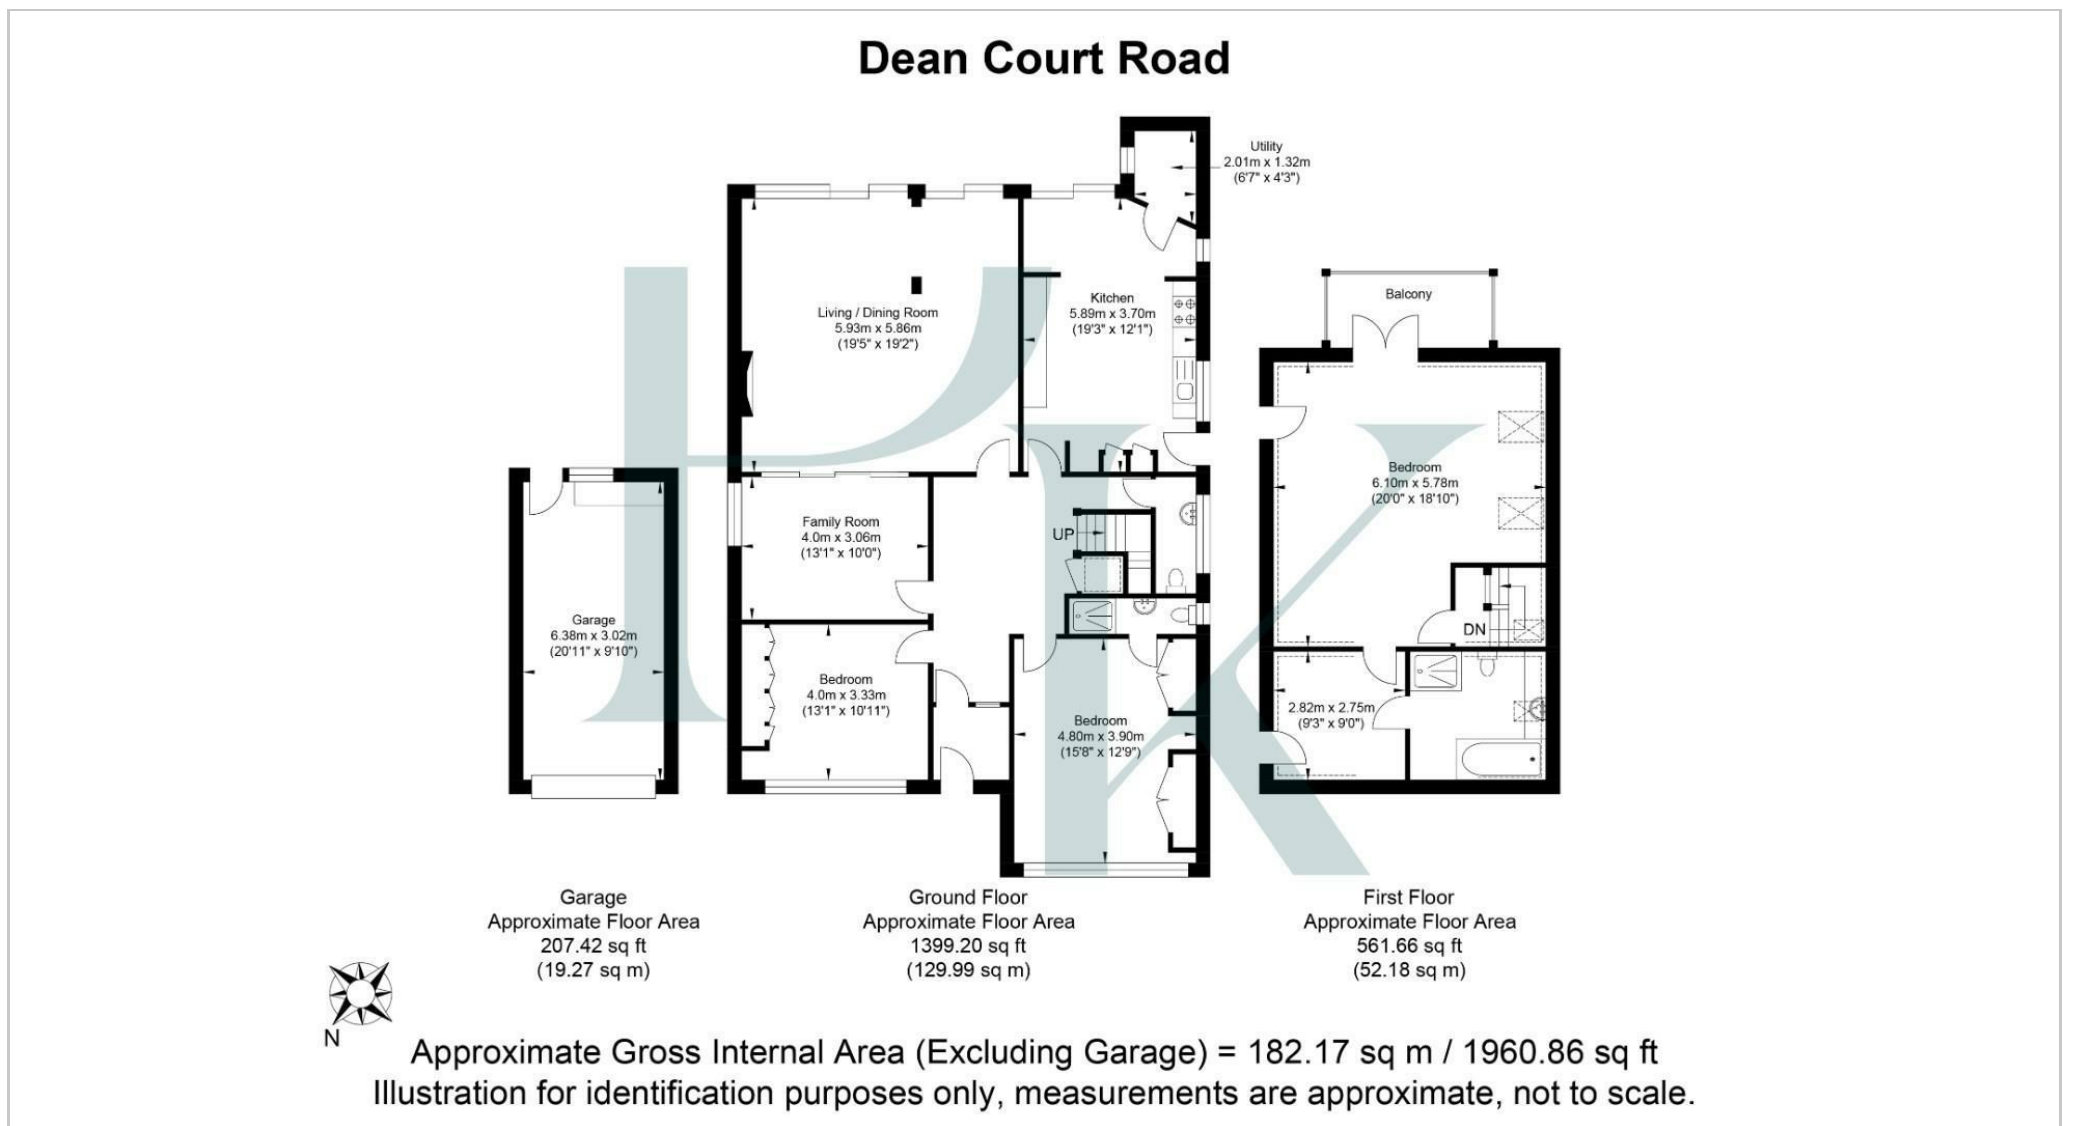 Dean Court Road
Utility
2.01m x 1.32m
(6'7" x 4'3")
Living / Dining Room
5.93m x 5.86m
(19'5" x 19'2")
Kitchen
5.89m x 3.70m
(19'3" x 12'1")
Balcony
Bedroom
6.10m x 5.78m
(20'0" x 18'10")
Family Room
4.0m x 3.06m
(13'1" x 10'0")
UP
Garage
6.38m x 3.02m
(20'11" x 9'10")
DN
Bedroom
4.0m x 3.33m
(13'1" x 10'11")
2.82m x 2.75m
(9'3" x 9'0")
Bedroom
4.80m x 3.90m
(15'8" x 12'9")
Garage
Approximate Floor Area
207.42 sq ft
(19.27 sq m)
Ground Floor
Approximate Floor Area
1399.20 sq ft
(129.99 sq m)
First Floor
Approximate Floor Area
561.66 sq ft
(52.18 sq m)
N
Approximate Gross Internal Area (Excluding Garage) = 182.17 sq m / 1960.86 sq ft
Illustration for identification purposes only, measurements are approximate, not to scale.